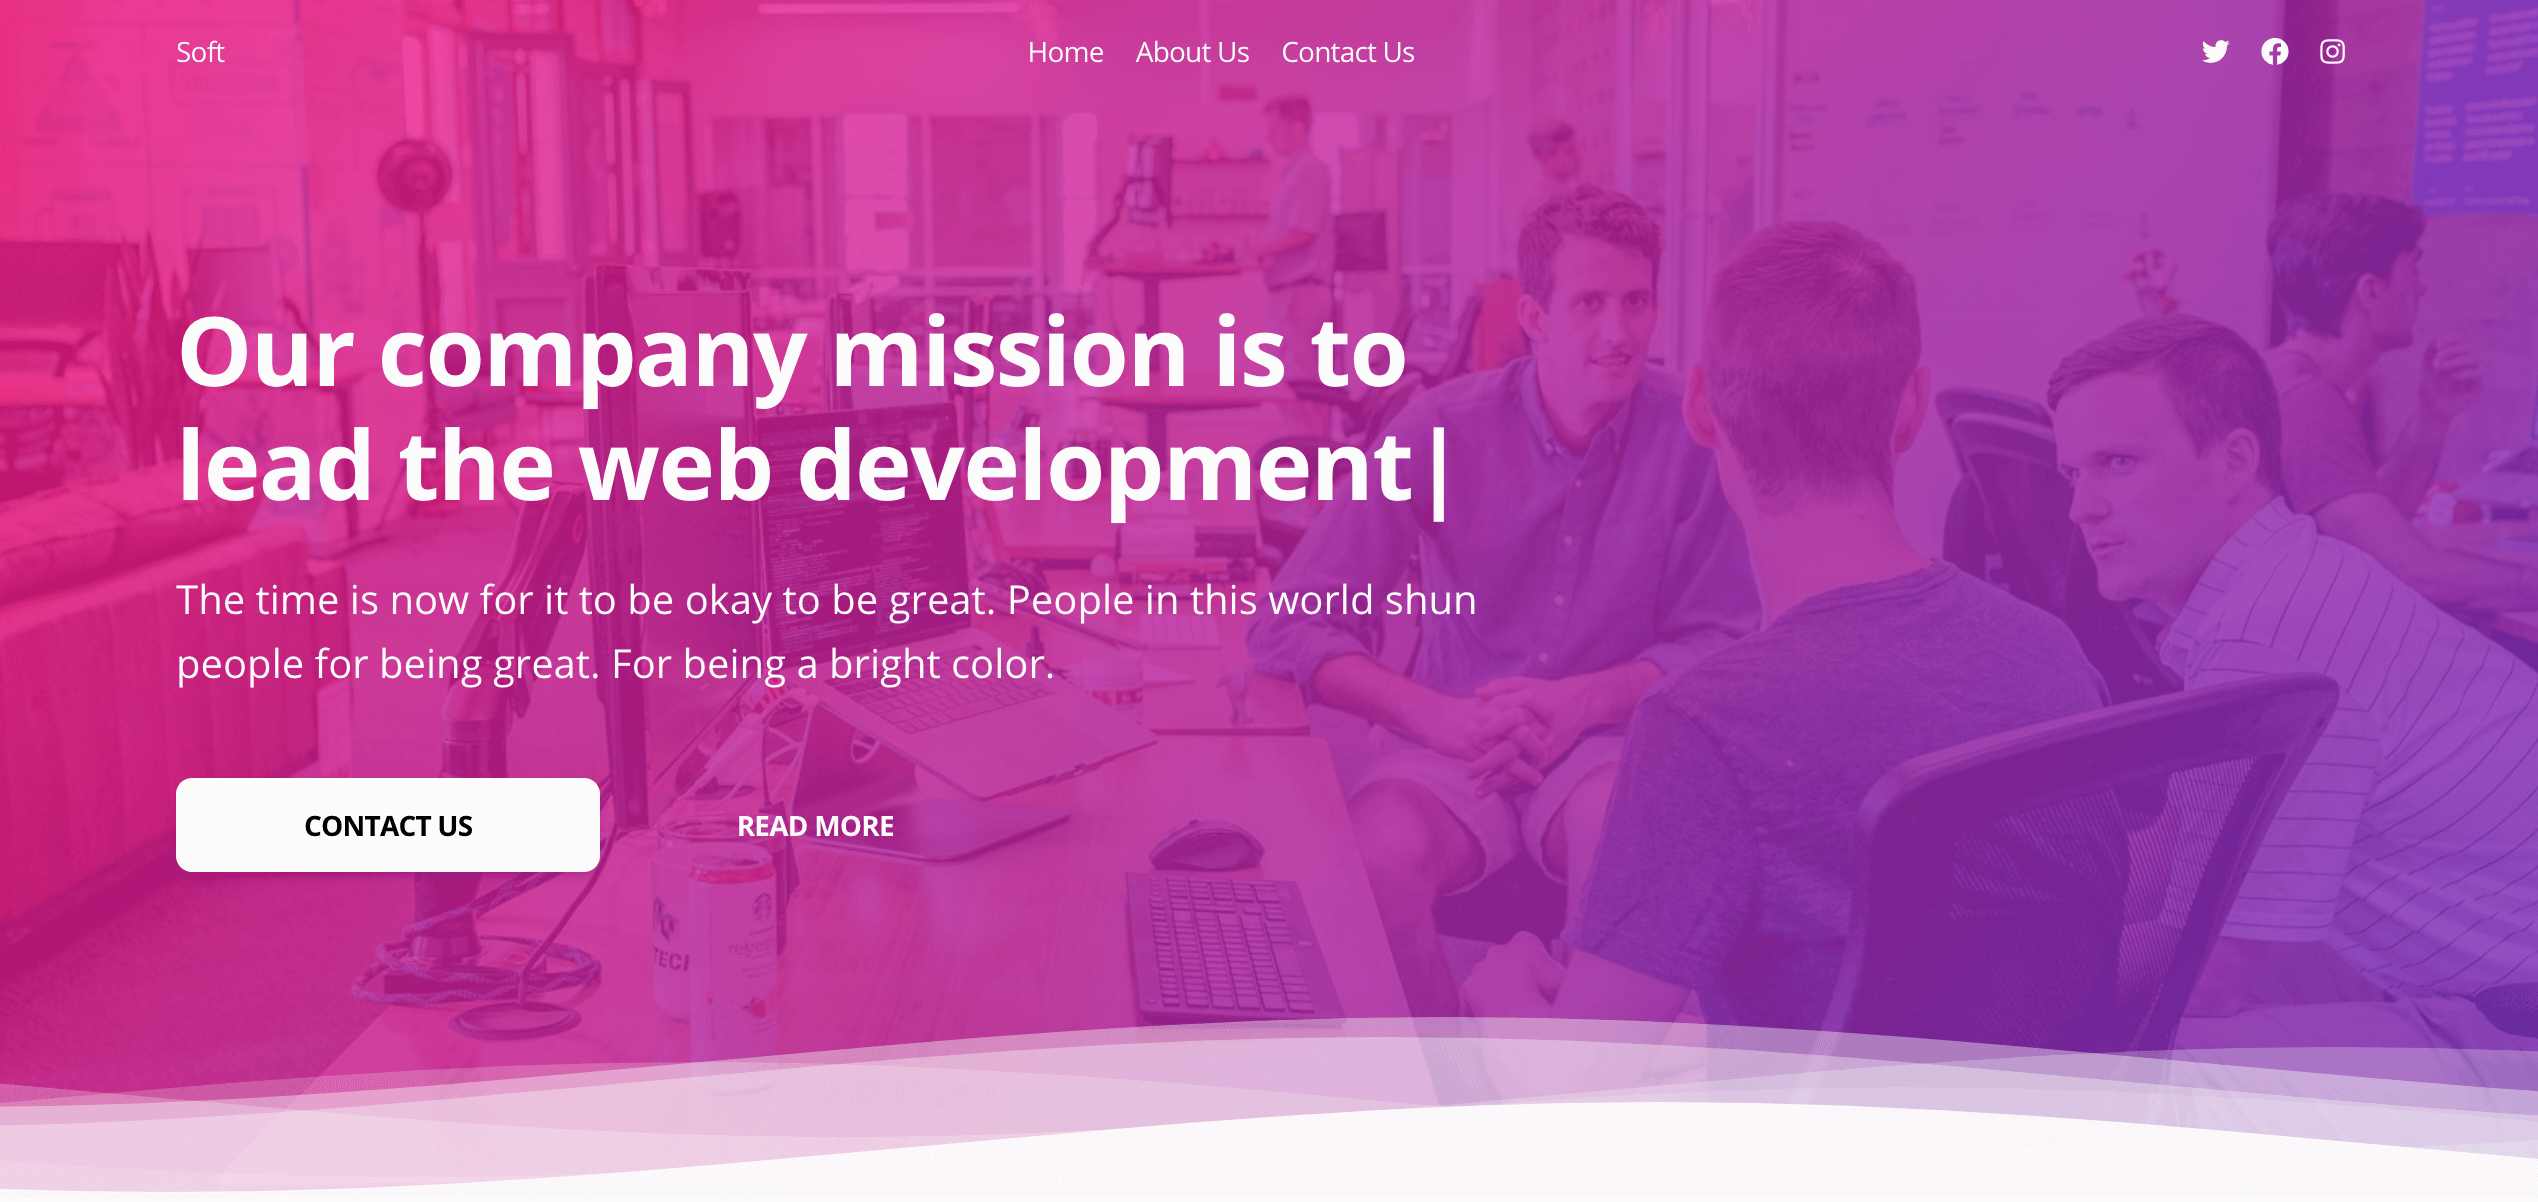 Soft
Home
About Us
Contact Us
Our company mission is to
lead the web development|
The time is now for it to be okay to be great. People in this world shun
people for being great. For being a bright color.
CONTACT US
READ MORE